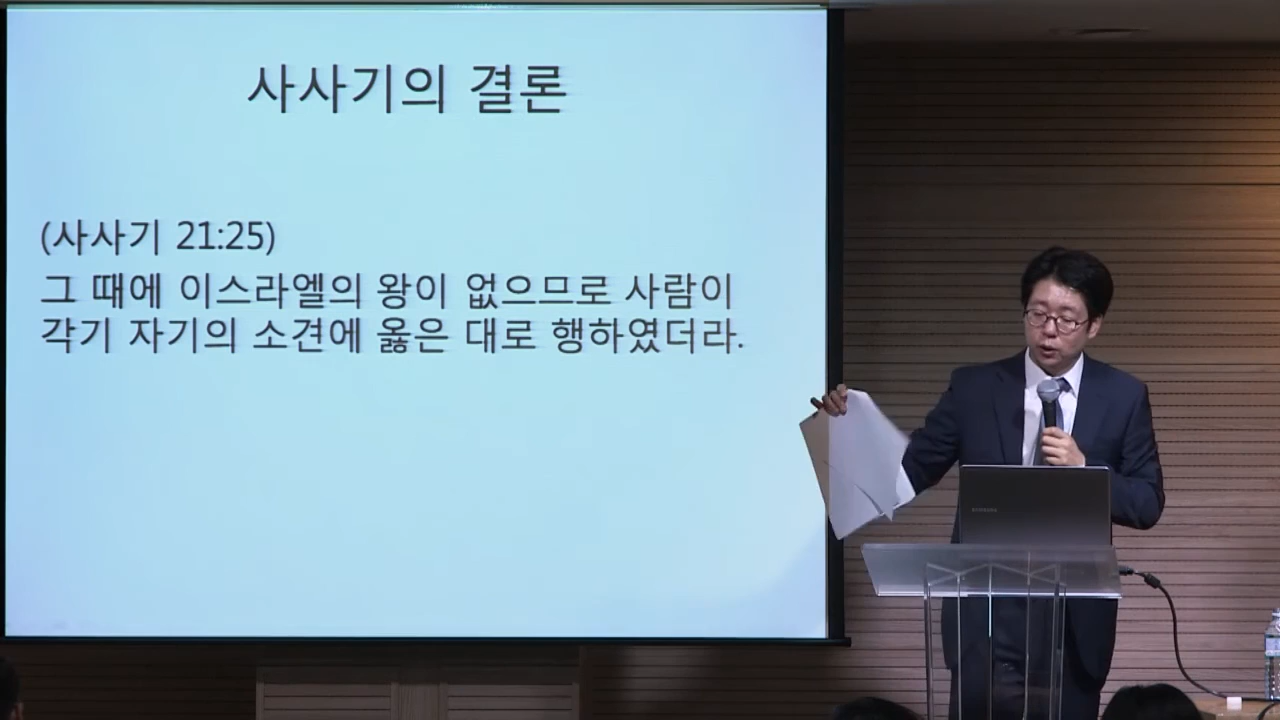 사사기의 결론
(사사기 21:25)
그 때에 이스라엘의 왕이 없으므로 사람이
각기 자기의 소견에 옳은 대로 행하였더라.
SAMSUNG